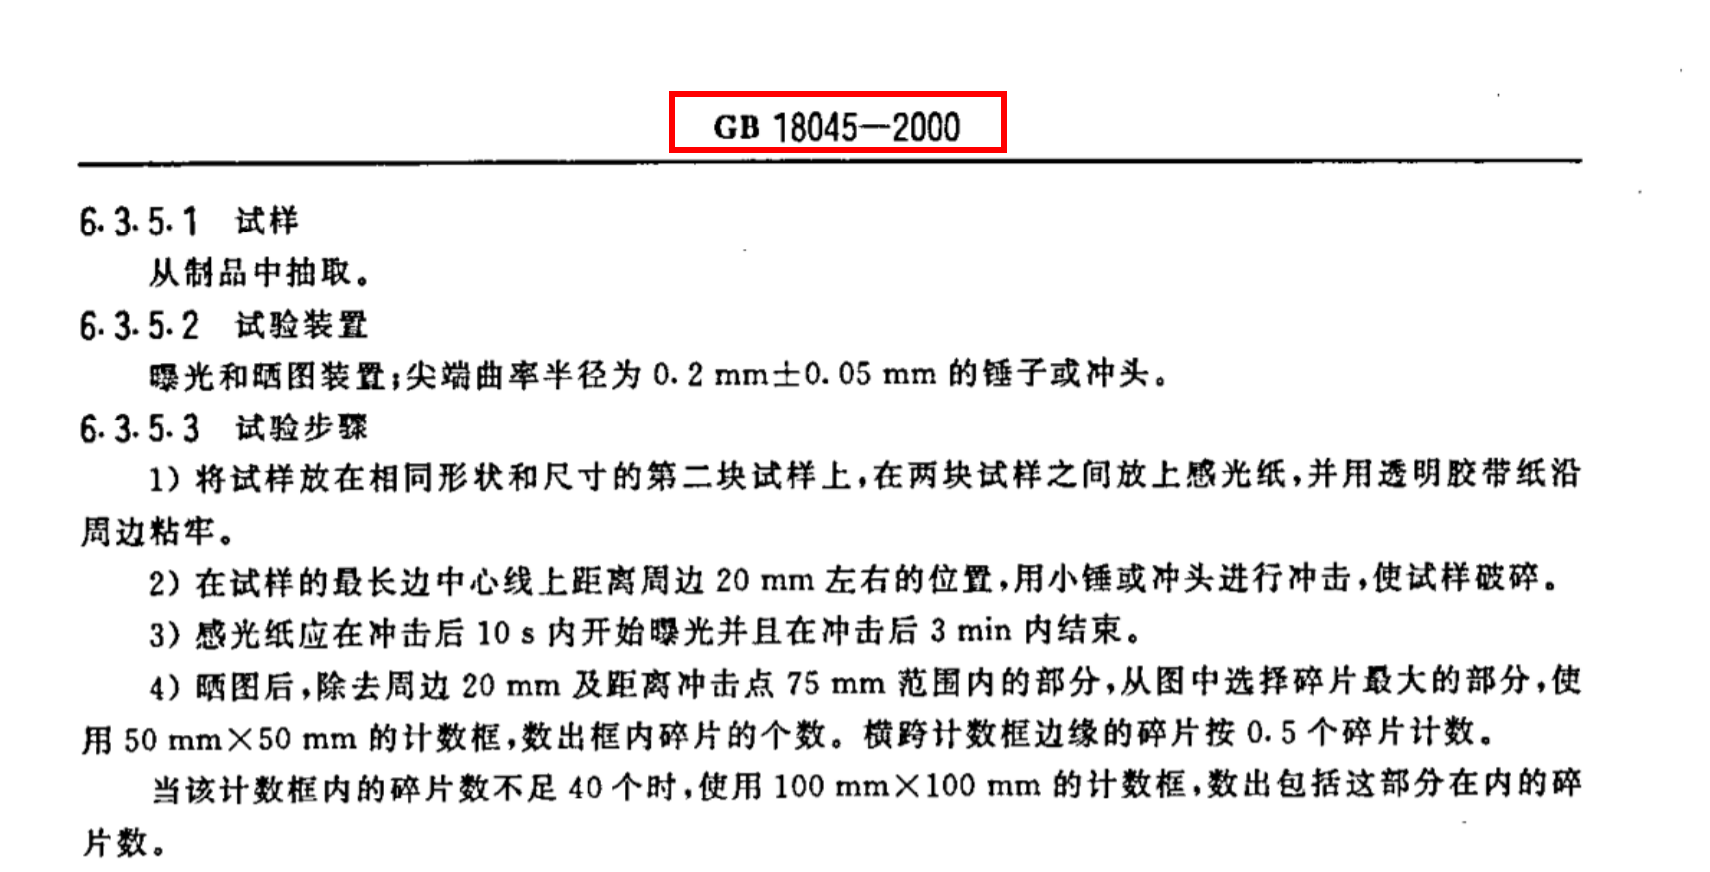 GB 18045—2000
6.3.5.1 试样
从制品中抽取。
6.3.5.2 试验装置
曝光和晒图装置;尖端曲率半径为 0.2 mm±0.05 mm 的锤子或冲头。
6.3.5.3 试验步骤
1) 将试样放在相同形状和尺寸的第二块试样上,在两块试样之间放上感光纸,并用透明胶带纸沿
周边粘牢。
2) 在试样的最长边中心线上距离周边 20 mm 左右的位置,用小锤或冲头进行冲击,使试样破碎。
3) 感光纸应在冲击后 10 s 内开始曝光并且在冲击后 3 min 内结束。
4) 晒图后,除去周边 20 mm 及距离冲击点 75 mm 范围内的部分,从图中选择碎片最大的部分,使
用 50 mm×50 mm 的计数框,数出框内碎片的个数。横跨计数框边缘的碎片按 0.5 个碎片计数。
当该计数框内的碎片数不足 40 个时,使用 100 mm×100 mm 的计数框,数出包括这部分在内的碎
片数。